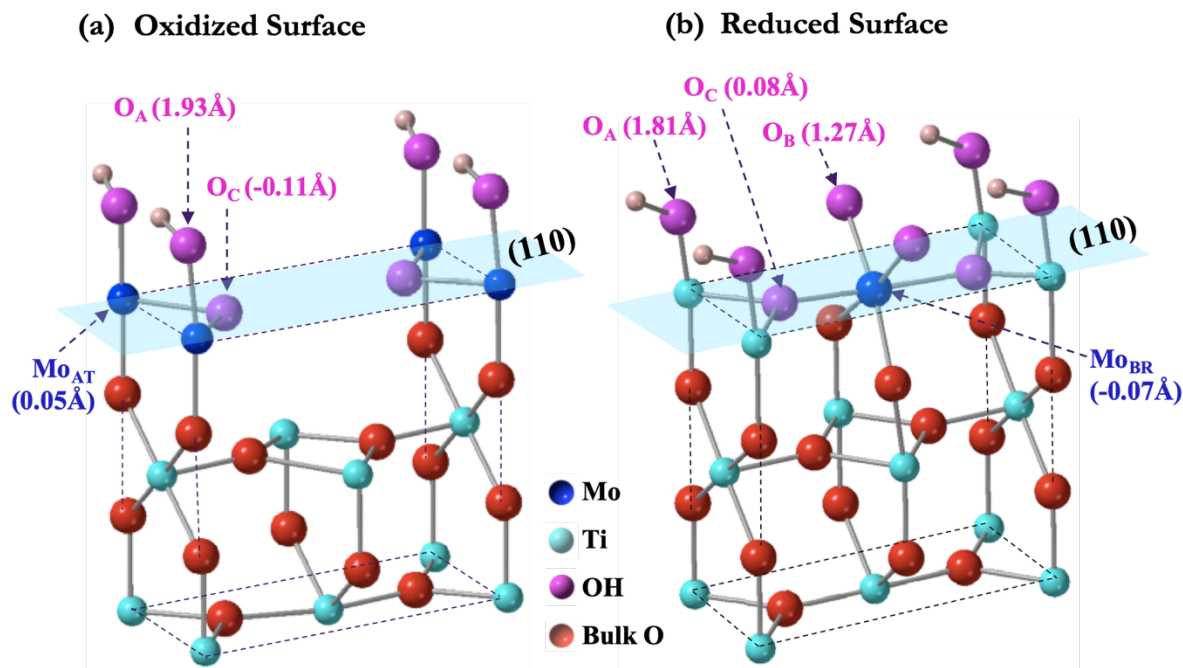 (a) Oxidized Surface
O_A (1.93Å)
O_C (-0.11Å)
(110)
Mo_AT
(0.05Å)
(b) Reduced Surface
O_C (0.08Å)
O_A (1.81Å)
O_B (1.27Å)
(110)
Mo_BR
(-0.07Å)
Mo
Ti
OH
Bulk O